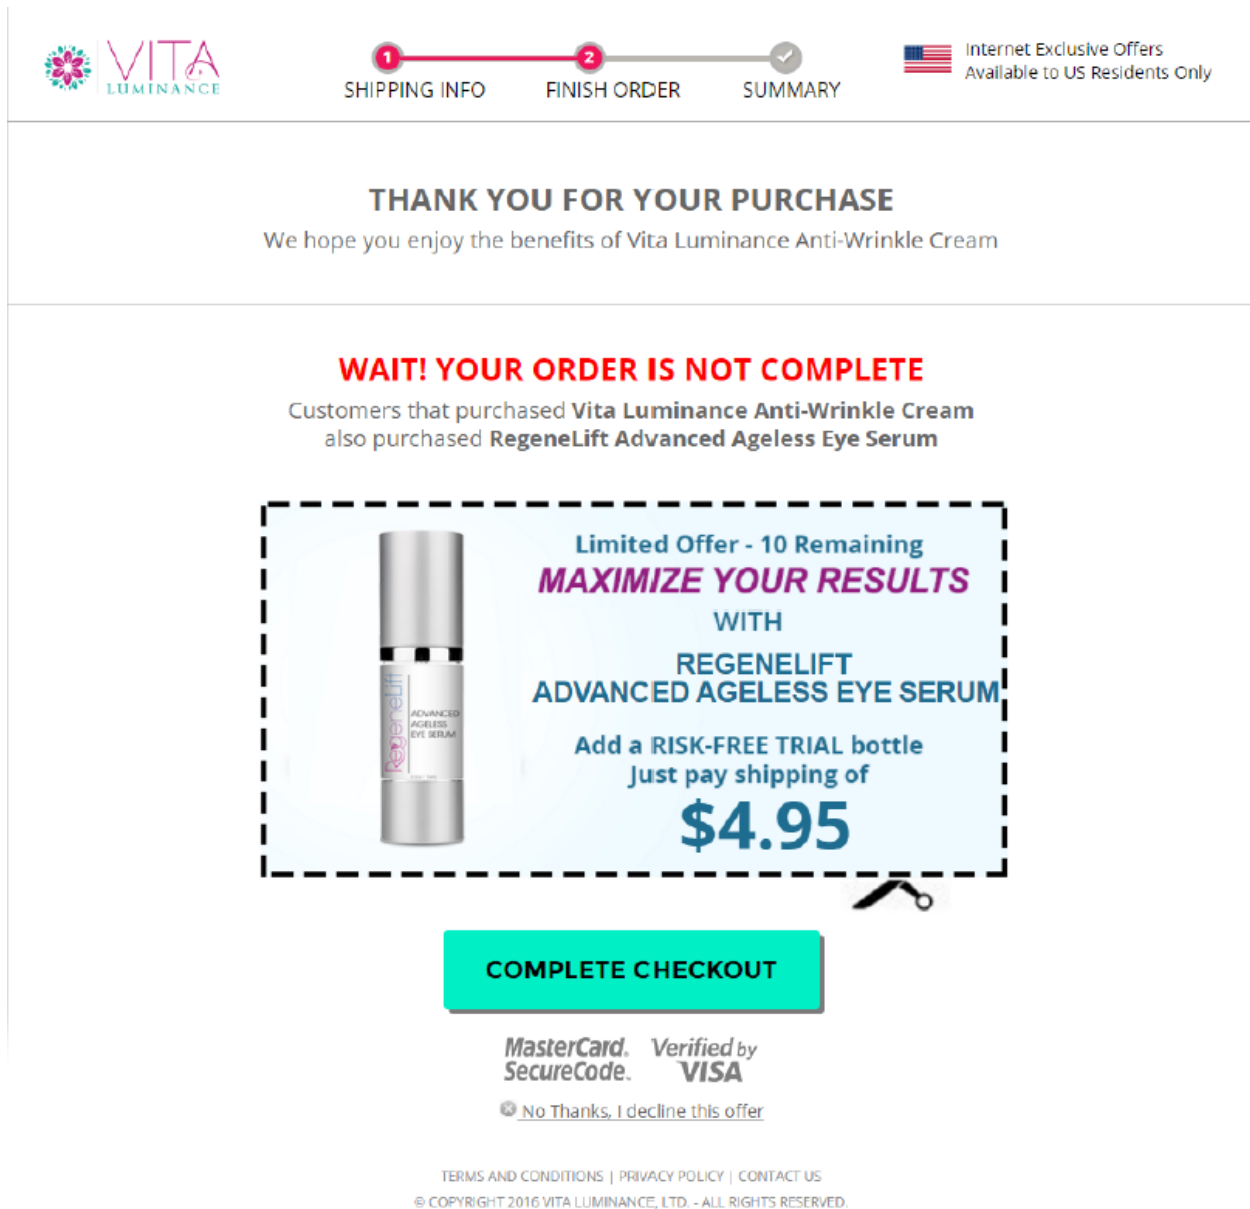 VITA
LUMINANCE
1
2
SHIPPING INFO
FINISH ORDER
SUMMARY
Internet Exclusive Offers
Available to US Residents Only
THANK YOU FOR YOUR PURCHASE
We hope you enjoy the benefits of Vita Luminance Anti-Wrinkle Cream
WAIT! YOUR ORDER IS NOT COMPLETE
Customers that purchased Vita Luminance Anti-Wrinkle Cream
also purchased RegeneLift Advanced Ageless Eye Serum
RegeneLift
ADVANCED
AGELESS
EYE SERUM
Limited Offer - 10 Remaining
MAXIMIZE YOUR RESULTS
WITH
REGENELIFT
ADVANCED AGELESS EYE SERUM
Add a RISK-FREE TRIAL bottle
Just pay shipping of
$4.95
COMPLETE CHECKOUT
MasterCard.
SecureCode.
Verified by
VISA
No Thanks, I decline this offer
TERMS AND CONDITIONS | PRIVACY POLICY | CONTACT US
© COPYRIGHT 2016 VITA LUMINANCE, LTD. - ALL RIGHTS RESERVED.